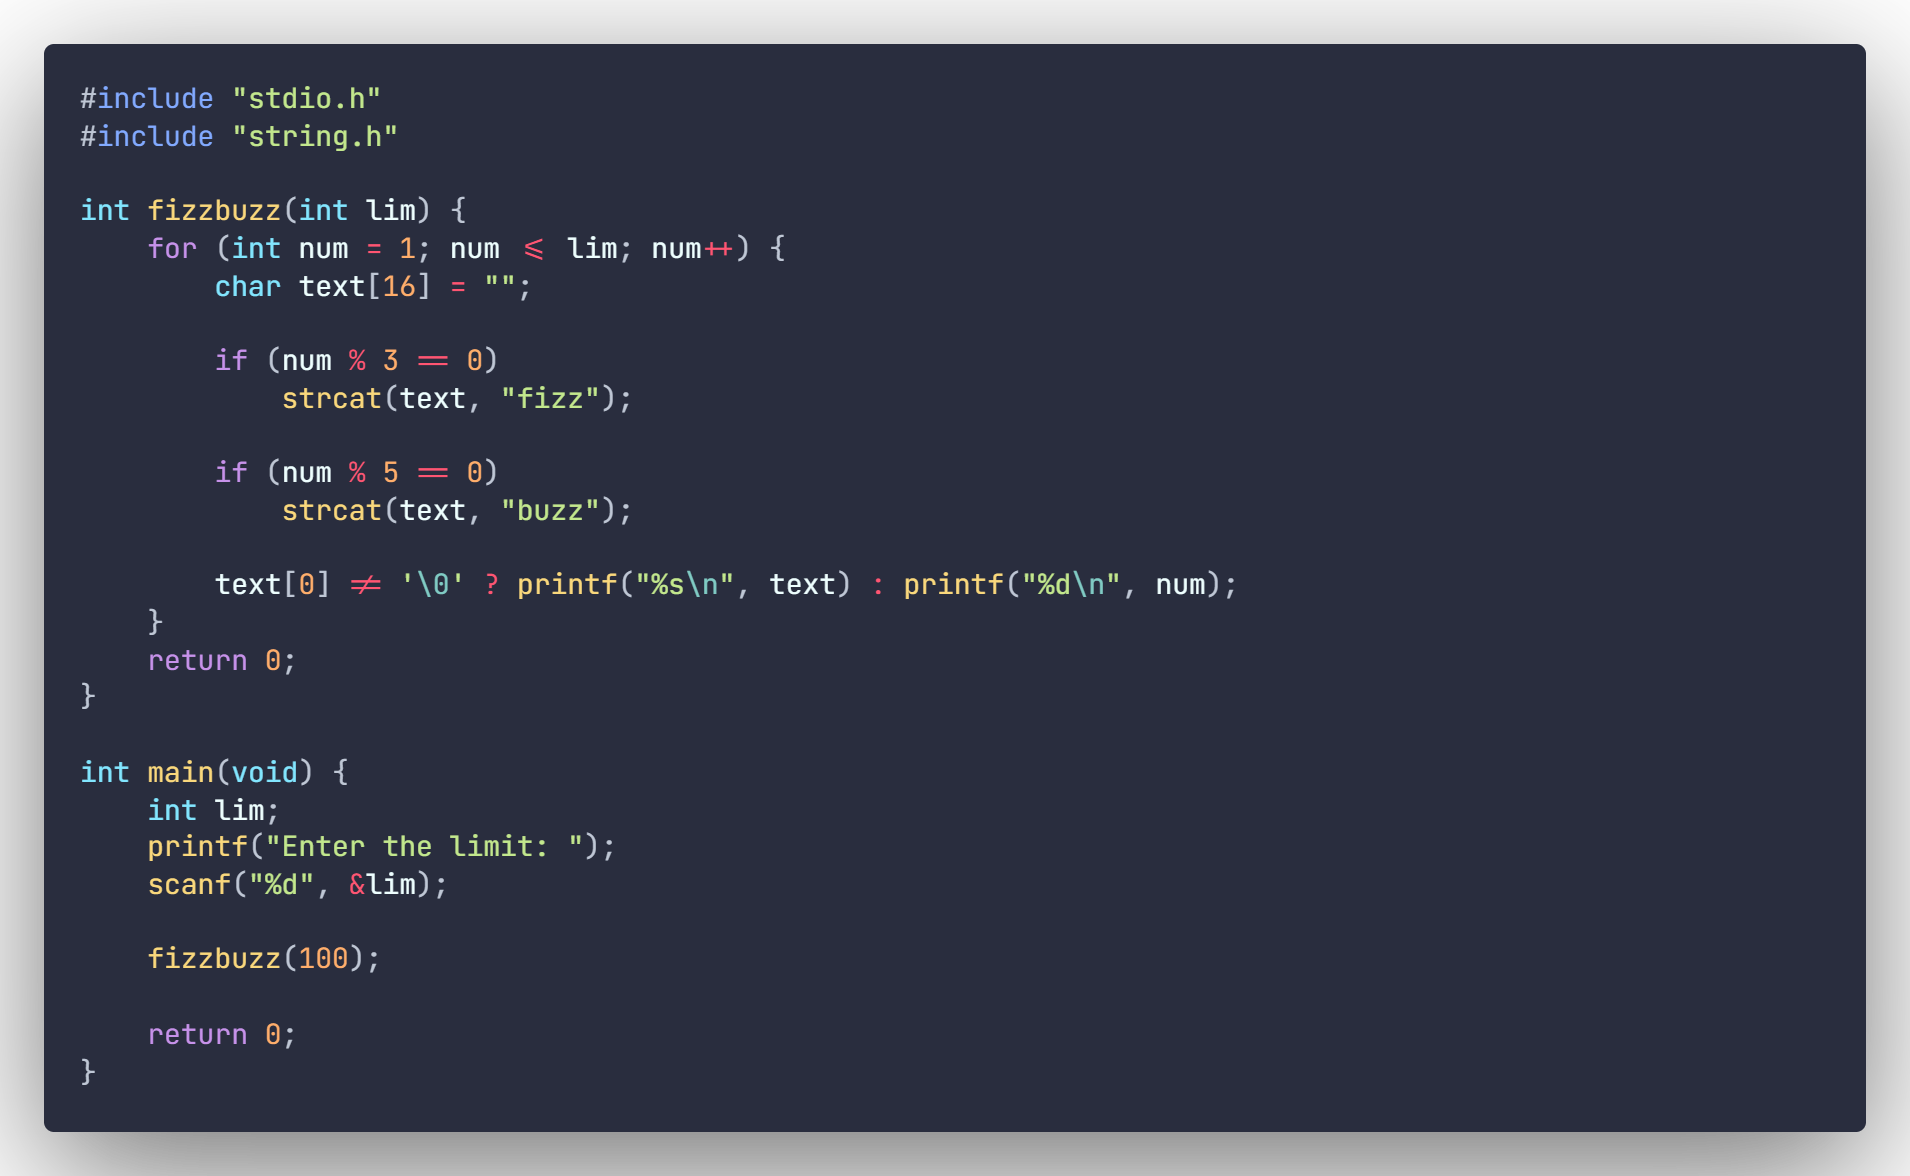 #include "stdio.h"
#include "string.h"

int fizzbuzz(int lim) {
    for (int num = 1; num <= lim; num++) {
        char text[16] = "";

        if (num % 3 == 0)
            strcat(text, "fizz");

        if (num % 5 == 0)
            strcat(text, "buzz");

        text[0] != '\0' ? printf("%s\n", text) : printf("%d\n", num);
    }
    return 0;
}

int main(void) {
    int lim;
    printf("Enter the limit: ");
    scanf("%d", &lim);

    fizzbuzz(100);

    return 0;
}